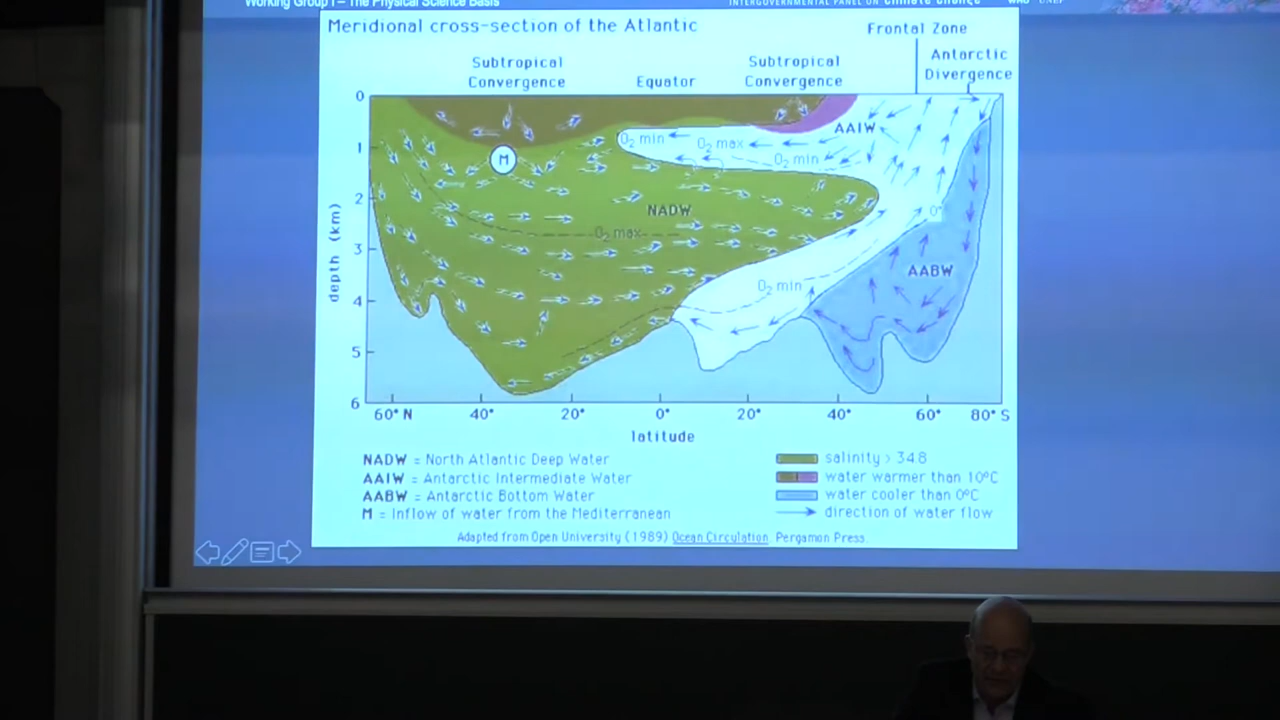 Working Group I – The Physical Science Basis
INTERGOVERNMENTAL PANEL ON climate change
WMO UNEP
Meridional cross-section of the Atlantic
Frontal Zone
Subtropical Convergence
Equator
Subtropical Convergence
Antarctic Divergence
0
1
2
3
4
5
6
depth (km)
M
O2 min
O2 max
O2 min
AAIW
NADW
O2 max
0°
AABW
O2 min
60° N
40°
20°
0°
20°
40°
60°
80° S
latitude
NADW = North Atlantic Deep Water
AAIW = Antarctic Intermediate Water
AABW = Antarctic Bottom Water
M = Inflow of water from the Mediterranean
salinity > 34.8
water warmer than 10°C
water cooler than 0°C
direction of water flow
Adapted from Open University (1989) Ocean Circulation. Pergamon Press